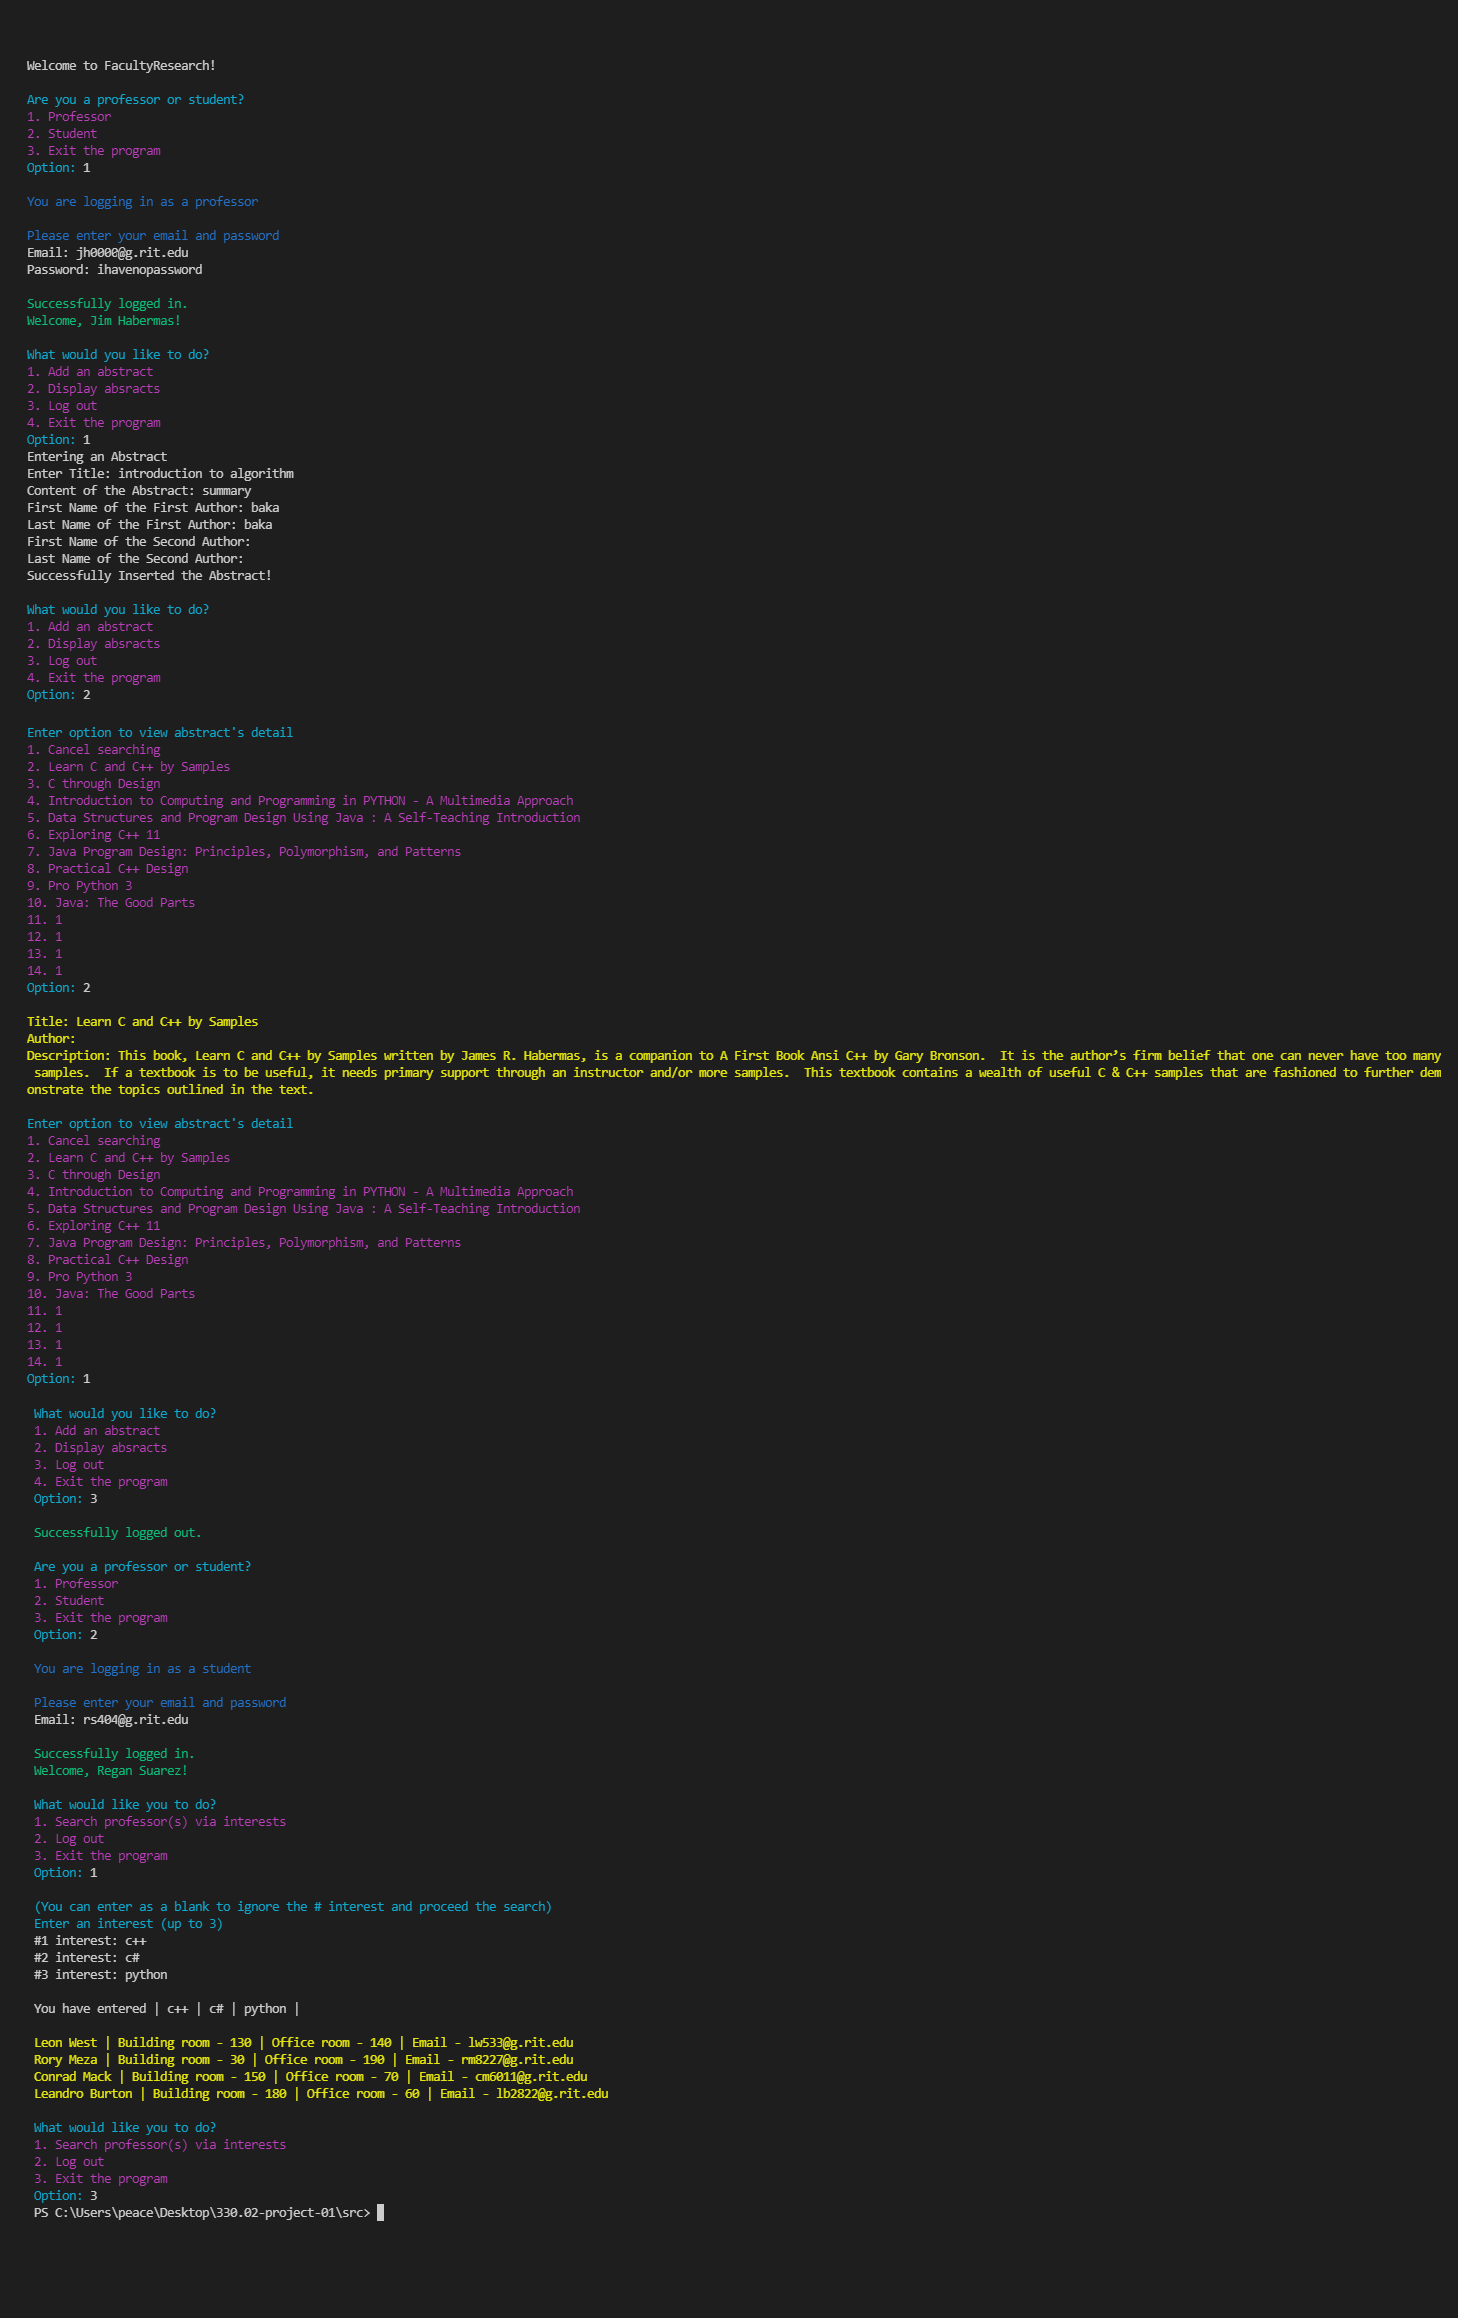 Welcome to FacultyResearch!
Are you a professor or student?
1. Professor
2. Student
3. Exit the program
Option: 1
You are logging in as a professor
Please enter your email and password
Email: jh0000@g.rit.edu
Password: ihavenopassword
Successfully logged in.
Welcome, Jim Habermas!
What would you like to do?
1. Add an abstract
2. Display absracts
3. Log out
4. Exit the program
Option: 1
Entering an Abstract
Enter Title: introduction to algorithm
Content of the Abstract: summary
First Name of the First Author: baka
Last Name of the First Author: baka
First Name of the Second Author:
Last Name of the Second Author:
Successfully Inserted the Abstract!
What would you like to do?
1. Add an abstract
2. Display absracts
3. Log out
4. Exit the program
Option: 2
Enter option to view abstract's detail
1. Cancel searching
2. Learn C and C++ by Samples
3. C through Design
4. Introduction to Computing and Programming in PYTHON - A Multimedia Approach
5. Data Structures and Program Design Using Java : A Self-Teaching Introduction
6. Exploring C++ 11
7. Java Program Design: Principles, Polymorphism, and Patterns
8. Practical C++ Design
9. Pro Python 3
10. Java: The Good Parts
11. 1
12. 1
13. 1
14. 1
Option: 2
Title: Learn C and C++ by Samples
Author:
Description: This book, Learn C and C++ by Samples written by James R. Habermas, is a companion to A First Book Ansi C++ by Gary Bronson.  It is the author’s firm belief that one can never have too many
 samples.  If a textbook is to be useful, it needs primary support through an instructor and/or more samples.  This textbook contains a wealth of useful C & C++ samples that are fashioned to further dem
onstrate the topics outlined in the text.
Enter option to view abstract's detail
1. Cancel searching
2. Learn C and C++ by Samples
3. C through Design
4. Introduction to Computing and Programming in PYTHON - A Multimedia Approach
5. Data Structures and Program Design Using Java : A Self-Teaching Introduction
6. Exploring C++ 11
7. Java Program Design: Principles, Polymorphism, and Patterns
8. Practical C++ Design
9. Pro Python 3
10. Java: The Good Parts
11. 1
12. 1
13. 1
14. 1
Option: 1
What would you like to do?
1. Add an abstract
2. Display absracts
3. Log out
4. Exit the program
Option: 3
Successfully logged out.
Are you a professor or student?
1. Professor
2. Student
3. Exit the program
Option: 2
You are logging in as a student
Please enter your email and password
Email: rs404@g.rit.edu
Successfully logged in.
Welcome, Regan Suarez!
What would like you to do?
1. Search professor(s) via interests
2. Log out
3. Exit the program
Option: 1
(You can enter as a blank to ignore the # interest and proceed the search)
Enter an interest (up to 3)
#1 interest: c++
#2 interest: c#
#3 interest: python
You have entered | c++ | c# | python |
Leon West | Building room - 130 | Office room - 140 | Email - lw533@g.rit.edu
Rory Meza | Building room - 30 | Office room - 190 | Email - rm8227@g.rit.edu
Conrad Mack | Building room - 150 | Office room - 70 | Email - cm6011@g.rit.edu
Leandro Burton | Building room - 180 | Office room - 60 | Email - lb2822@g.rit.edu
What would like you to do?
1. Search professor(s) via interests
2. Log out
3. Exit the program
Option: 3
PS C:\Users\peace\Desktop\330.02-project-01\src>